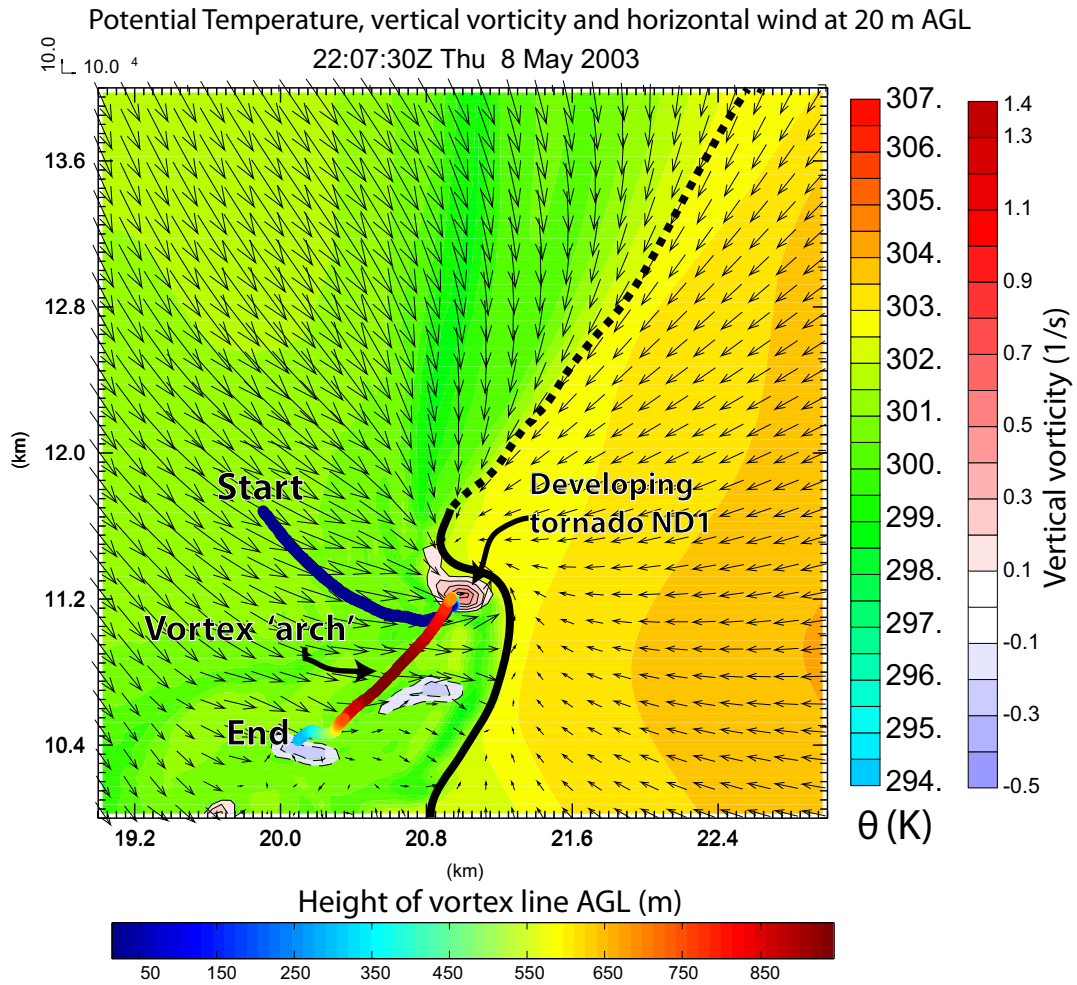 Potential Temperature, vertical vorticity and horizontal wind at 20 m AGL
22:07:30Z Thu 8 May 2003
10.0
10.0 4
13.6
12.8
12.0
11.2
10.4
(km)
19.2 20.0 20.8 21.6 22.4
(km)
Start
Developing
tornado ND1
Vortex 'arch'
End
307.
306.
305.
304.
303.
302.
301.
300.
299.
298.
297.
296.
295.
294.
θ (K)
1.4
1.3
1.1
0.9
0.7
0.5
0.3
0.1
-0.1
-0.3
-0.5
Vertical vorticity (1/s)
Height of vortex line AGL (m)
50 150 250 350 450 550 650 750 850